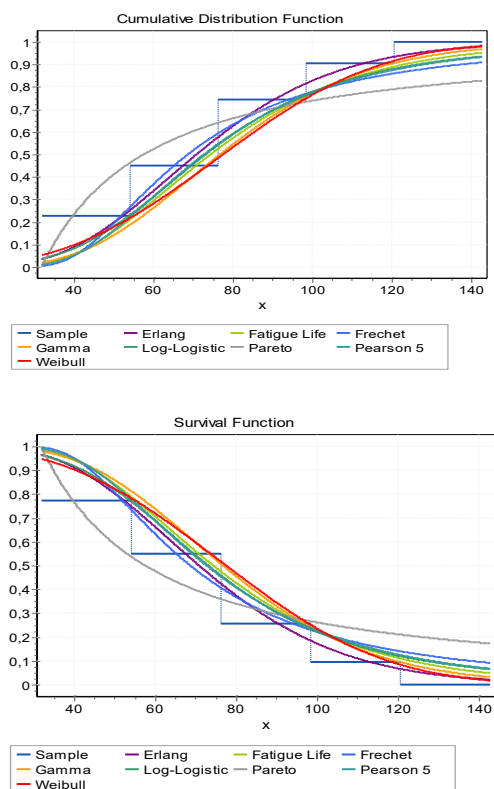 Cumulative Distribution Function
1
0,9
0,8
0,7
0,6
0,5
0,4
0,3
0,2
0,1
0
40 60 80 100 120 140
x
Sample Erlang Fatigue Life Frechet
Gamma Log-Logistic Pareto Pearson 5
Weibull
Survival Function
1
0,9
0,8
0,7
0,6
0,5
0,4
0,3
0,2
0,1
0
40 60 80 100 120 140
x
Sample Erlang Fatigue Life Frechet
Gamma Log-Logistic Pareto Pearson 5
Weibull